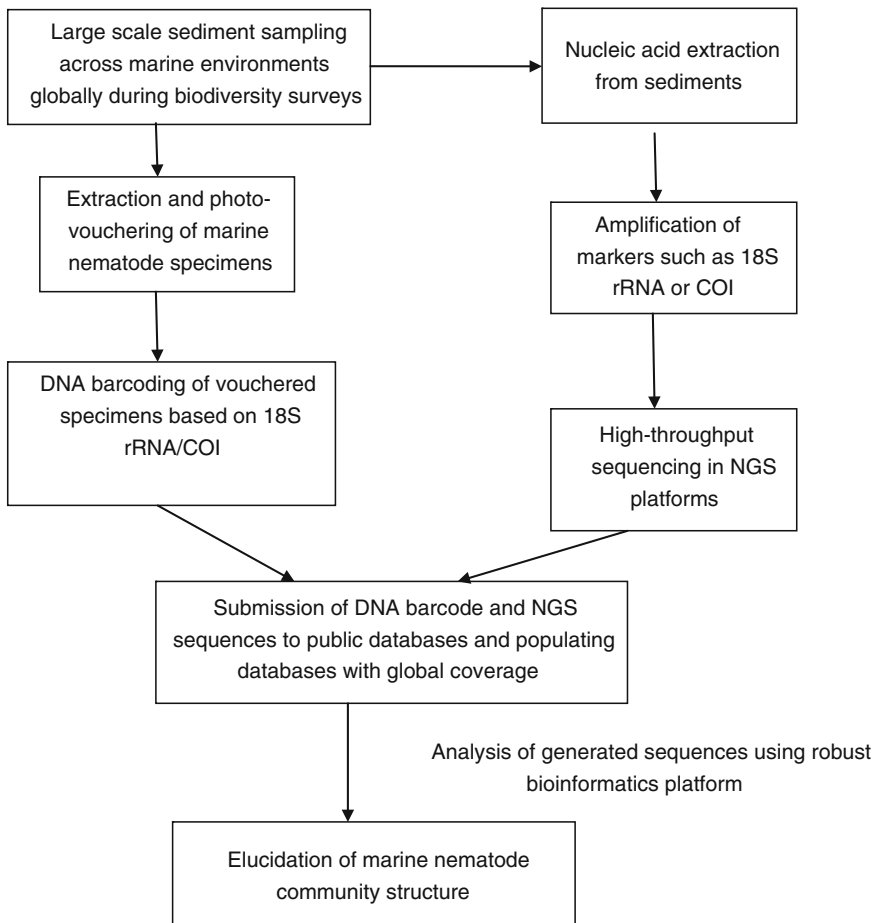 Large scale sediment sampling
across marine environments
globally during biodiversity surveys
Nucleic acid extraction
from sediments
Extraction and photo-
vouchering of marine
nematode specimens
Amplification of
markers such as 18S
rRNA or COI
DNA barcoding of vouchered
specimens based on 18S
rRNA/COI
High-throughput
sequencing in NGS
platforms
Submission of DNA barcode and NGS
sequences to public databases and populating
databases with global coverage
Analysis of generated sequences using robust
bioinformatics platform
Elucidation of marine nematode
community structure